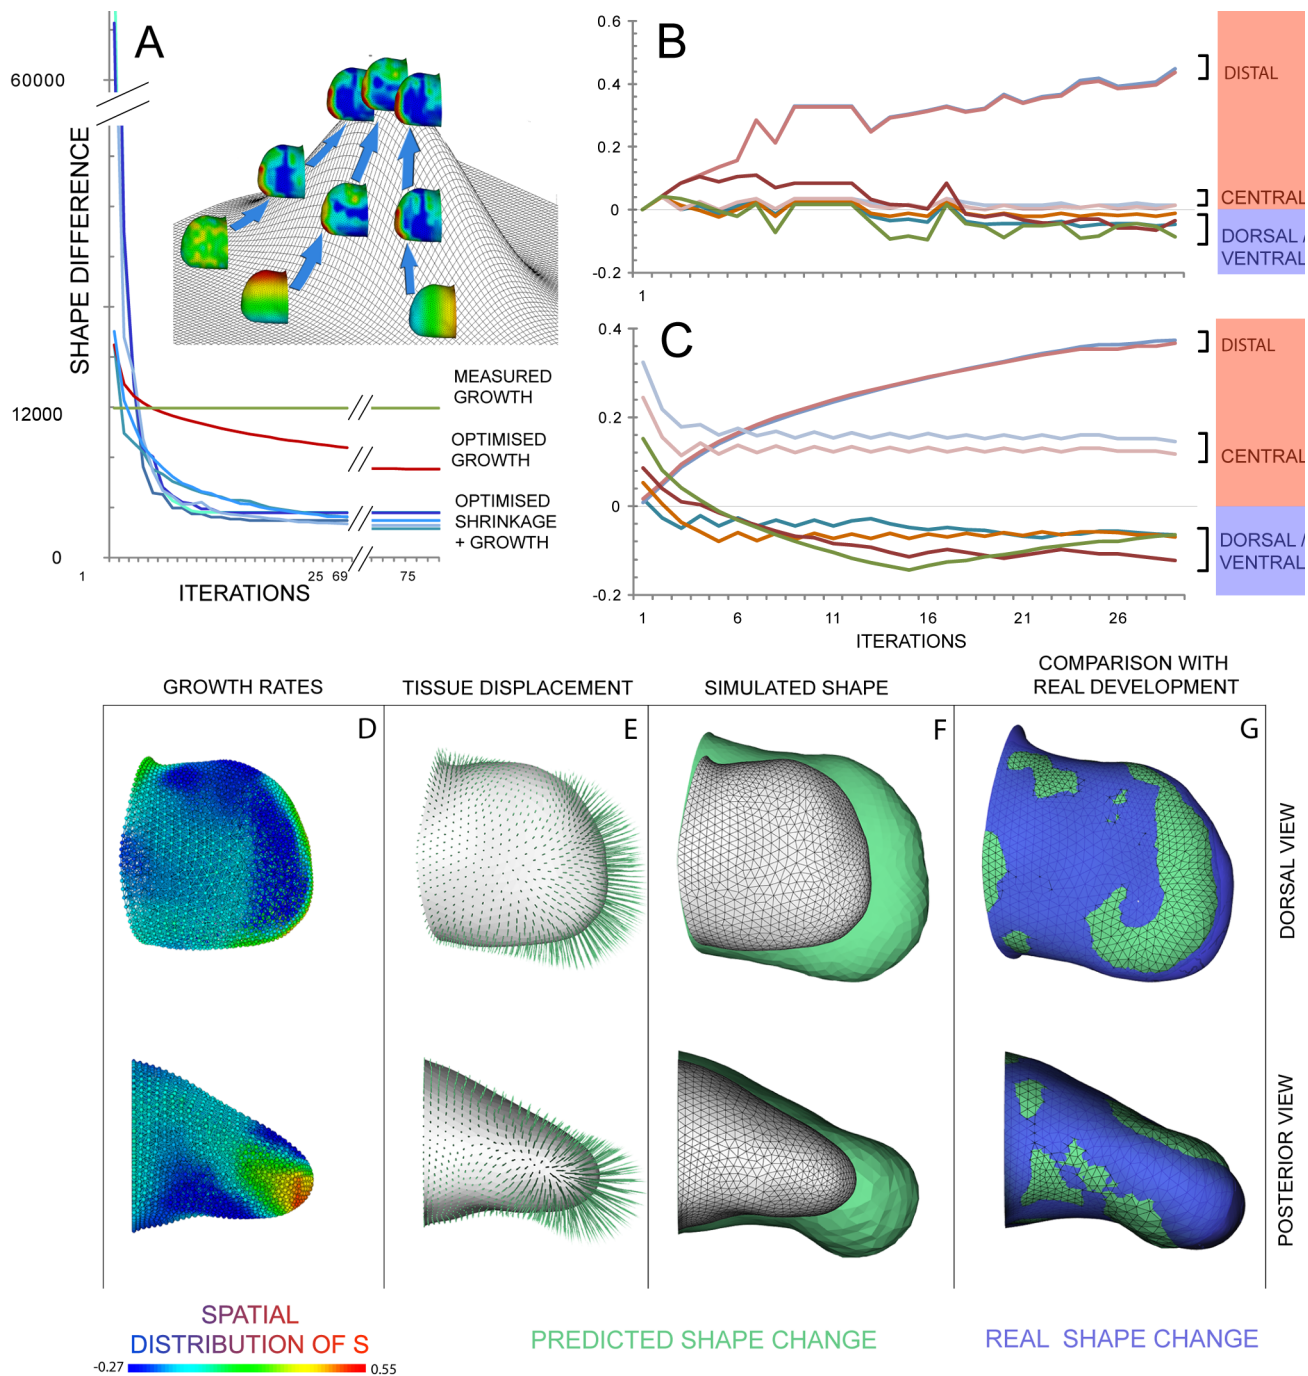 A
60000
12000
0
SHAPE DIFFERENCE
MEASURED
GROWTH
OPTIMISED
GROWTH
OPTIMISED
SHRINKAGE
+ GROWTH
1
25
69
75
ITERATIONS
B
0.6
0.4
0.2
0
-0.2
1
DISTAL
CENTRAL
DORSAL /
VENTRAL
C
0.4
0.2
0
-0.2
1
6
11
16
21
26
ITERATIONS
DISTAL
CENTRAL
DORSAL /
VENTRAL
GROWTH RATES
TISSUE DISPLACEMENT
SIMULATED SHAPE
COMPARISON WITH
REAL DEVELOPMENT
D
E
F
G
DORSAL VIEW
POSTERIOR VIEW
SPATIAL
DISTRIBUTION OF S
-0.27
0.55
PREDICTED SHAPE CHANGE
REAL SHAPE CHANGE